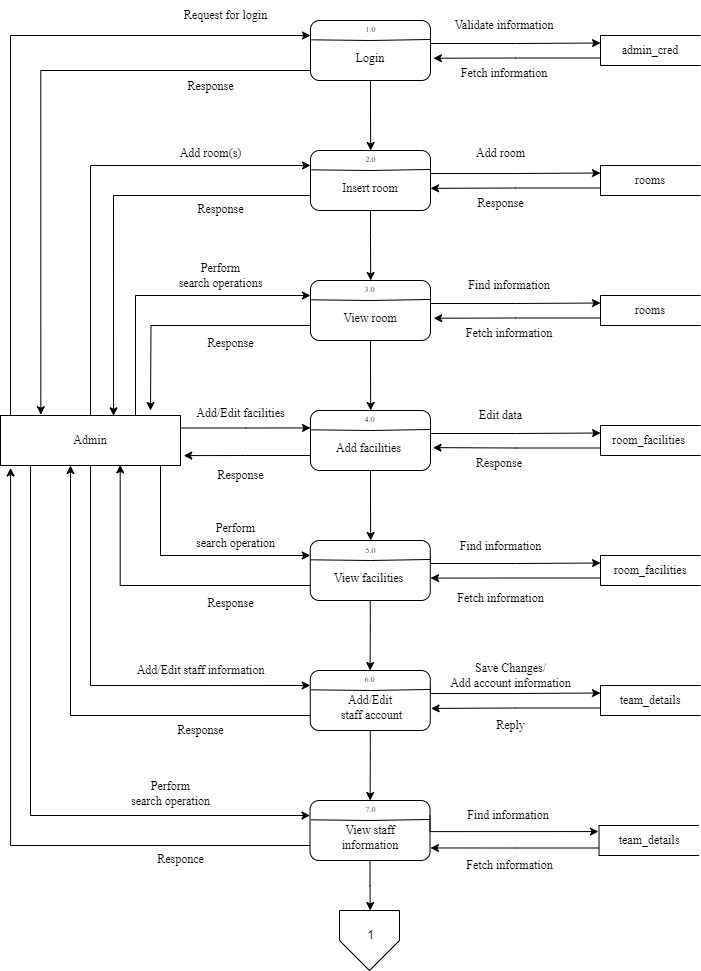 Request for login
1.0
Login
Validate information
admin_cred
Fetch information
Response
Add room(s)
2.0
Insert room
Add room
rooms
Response
Response
Perform
search operations
3.0
View room
Find information
rooms
Fetch information
Response
Admin
Add/Edit facilities
4.0
Add facilities
Edit data
room_facilities
Response
Response
Perform
search operation
5.0
View facilities
Find information
room_facilities
Fetch information
Response
Add/Edit staff information
6.0
Add/Edit
staff account
Save Changes/
Add account information
team_details
Reply
Response
Perform
search operation
7.0
View staff
information
Find information
team_details
Fetch information
Responce
1